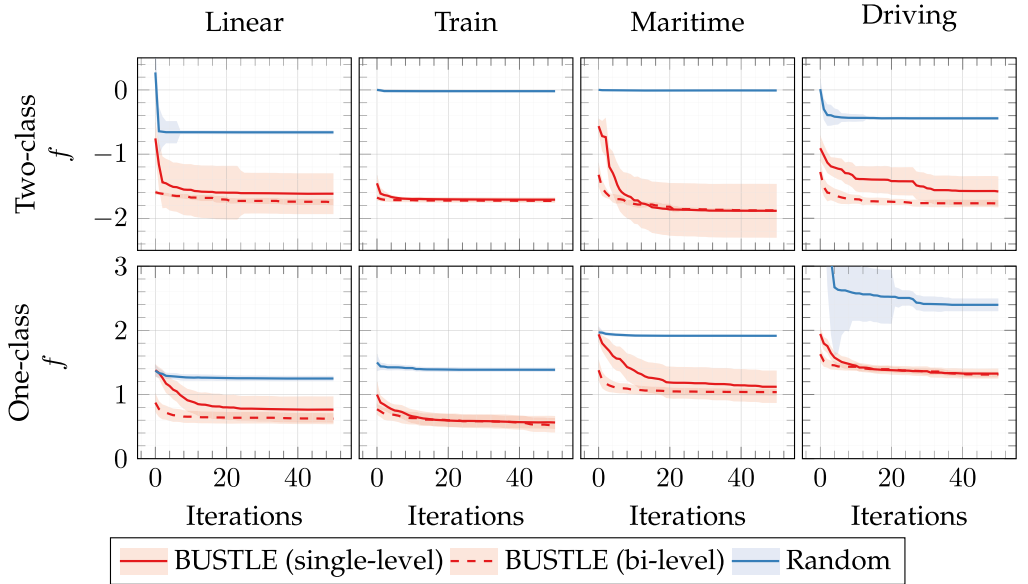 Linear Train Maritime Driving
Two-class
f
0
−1
−2
One-class
f
3
2
1
0
0 20 40 0 20 40 0 20 40 0 20 40
Iterations Iterations Iterations Iterations
BUSTLE (single-level) BUSTLE (bi-level) Random